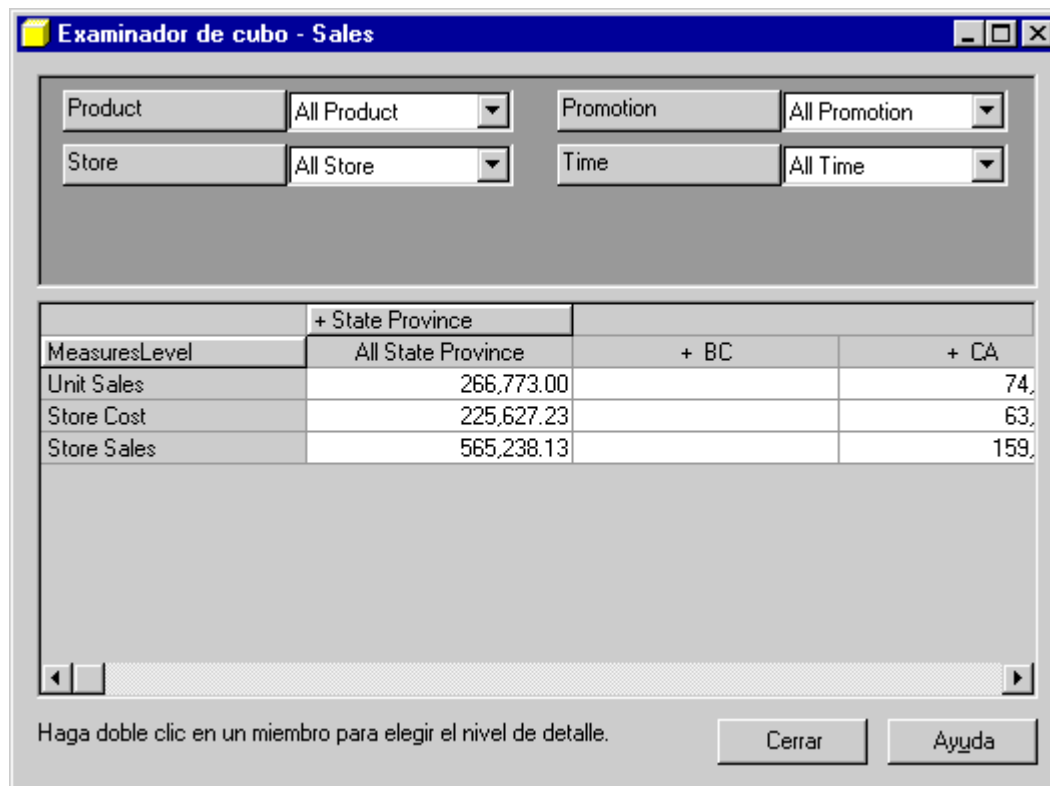 Examinador de cubo - Sales
Product All Product Promotion All Promotion
Store All Store Time All Time
+ State Province
MeasuresLevel All State Province + BC + CA
Unit Sales 266,773.00 74,
Store Cost 225,627.23 63,
Store Sales 565,238.13 159,
Haga doble clic en un miembro para elegir el nivel de detalle. Cerrar Ayuda